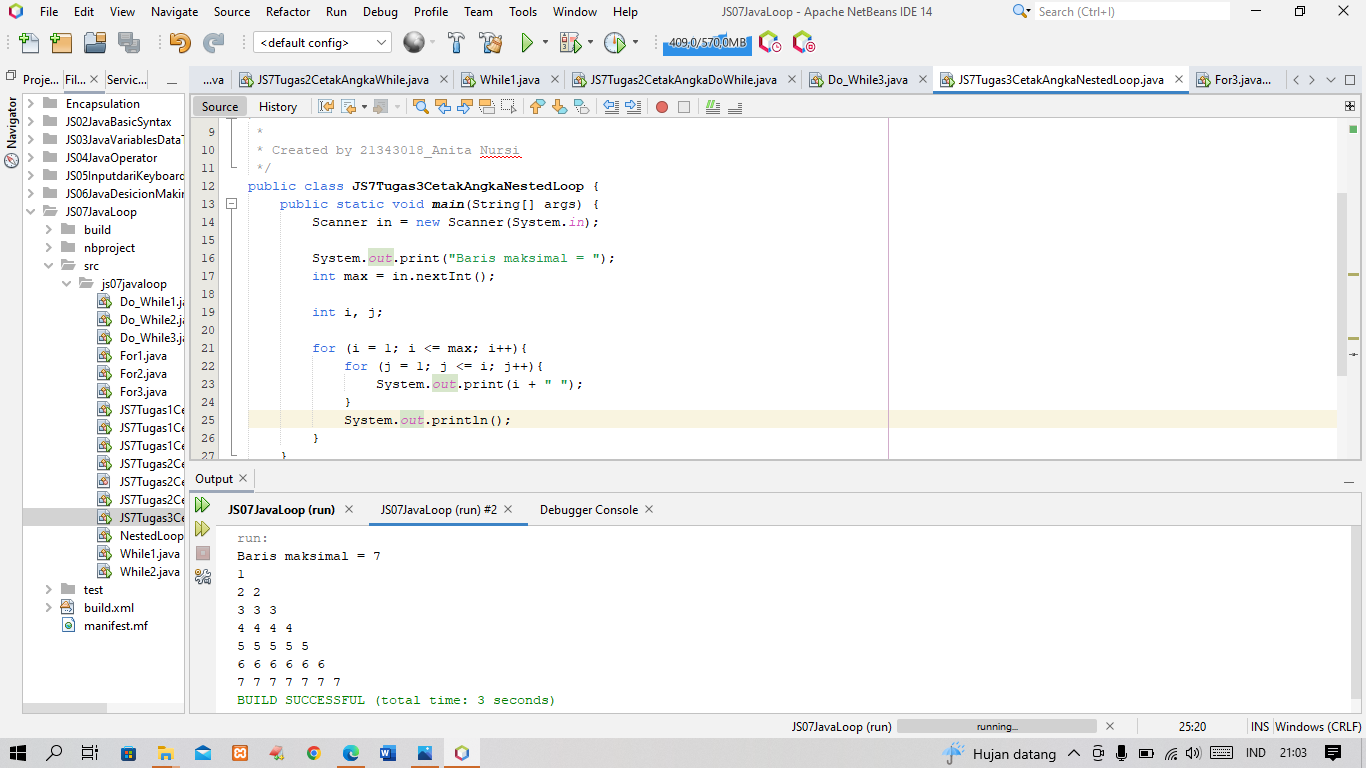 File Edit View Navigate Source Refactor Run Debug Profile Team Tools Window Help JS07JavaLoop - Apache NetBeans IDE 14 Search (Ctrl+I)
<default config> 409,0/570,0MB
Proje... Fil... Servic... ...va JS7Tugas2CetakAngkaWhile.java While1.java JS7Tugas2CetakAngkaDoWhile.java Do_While3.java JS7Tugas3CetakAngkaNestedLoop.java For3.java...
Navigator
Encapsulation
JS02JavaBasicSyntax
JS03JavaVariablesDataT
JS04JavaOperator
JS05InputdariKeyboard
JS06JavaDesicionMakin
JS07JavaLoop
build
nbproject
src
js07javaloop
Do_While1.ja
Do_While2.ja
Do_While3.ja
For1.java
For2.java
For3.java
JS7Tugas1Ce
JS7Tugas1Ce
JS7Tugas1Ce
JS7Tugas2Ce
JS7Tugas2Ce
JS7Tugas2Ce
JS7Tugas3Ce
NestedLoop
While1.java
While2.java
test
build.xml
manifest.mf
Source History
9 *
10 * Created by 21343018_Anita Nursi
11 */
12 public class JS7Tugas3CetakAngkaNestedLoop {
13 public static void main(String[] args) {
14 Scanner in = new Scanner(System.in);
15
16 System.out.print("Baris maksimal = ");
17 int max = in.nextInt();
18
19 int i, j;
20
21 for (i = 1; i <= max; i++){
22 for (j = 1; j <= i; j++){
23 System.out.print(i + " ");
24 }
25 System.out.println();
26 }
27 }
Output
JS07JavaLoop (run) JS07JavaLoop (run) #2 Debugger Console
run:
Baris maksimal = 7
1
2 2
3 3 3
4 4 4 4
5 5 5 5 5
6 6 6 6 6 6
7 7 7 7 7 7 7
BUILD SUCCESSFUL (total time: 3 seconds)
JS07JavaLoop (run) running... 25:20 INS Windows (CRLF)
Hujan datang IND 21:03